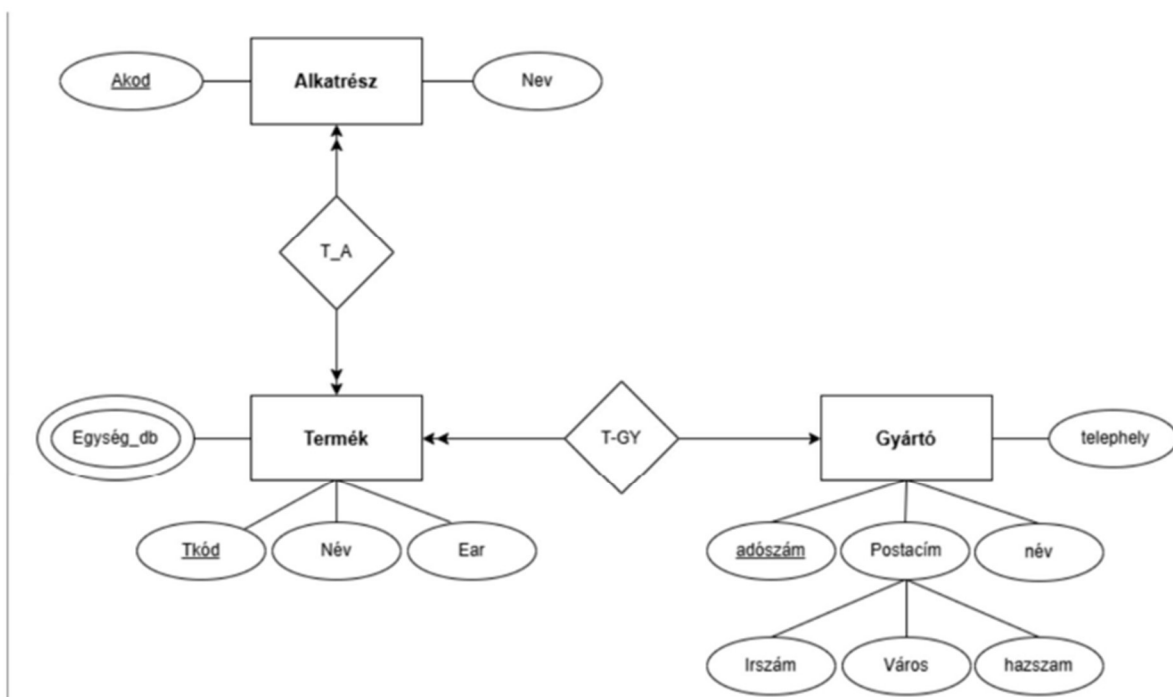 Akod
Alkatrész
Nev
T_A
Egység_db
Termék
T-GY
Gyártó
telephely
Tkód
Név
Ear
adószám
Postacím
név
Irszám
Város
hazszam